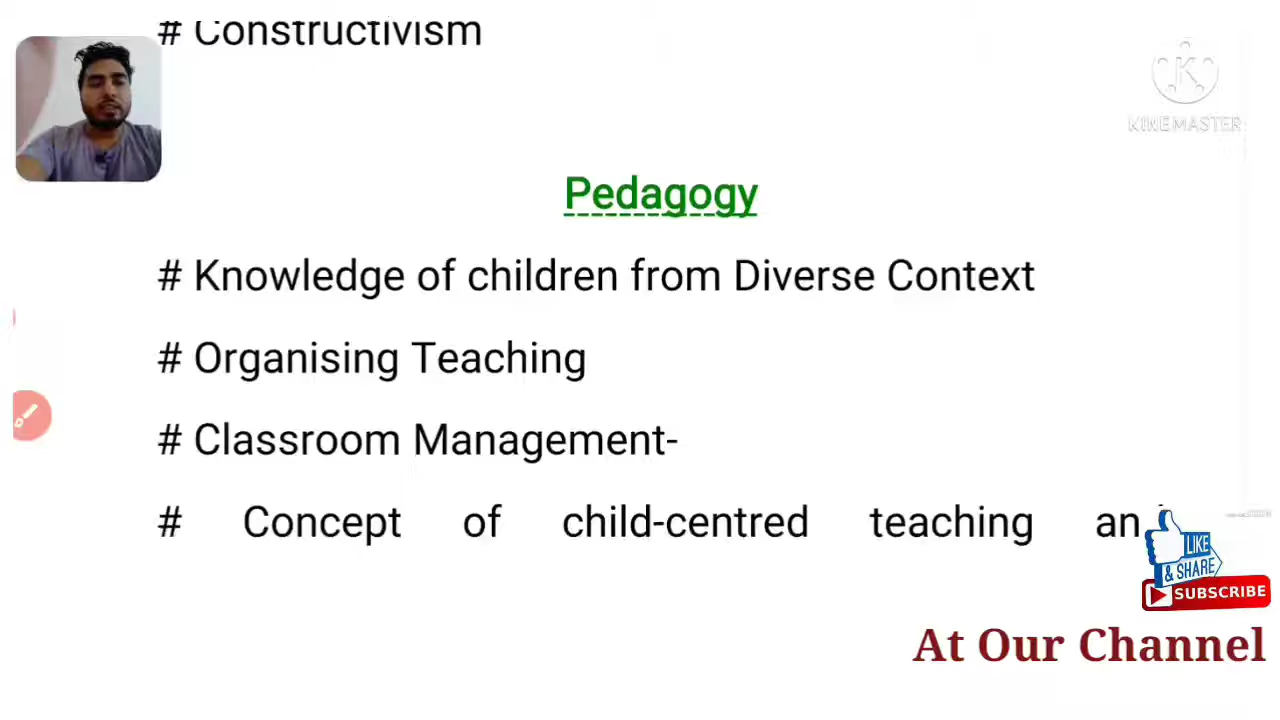 # Constructivism
KINEMASTER
Pedagogy
# Knowledge of children from Diverse Context
# Organising Teaching
# Classroom Management-
# Concept of child-centred teaching an
LIKE
& SHARE
SUBSCRIBE
At Our Channel